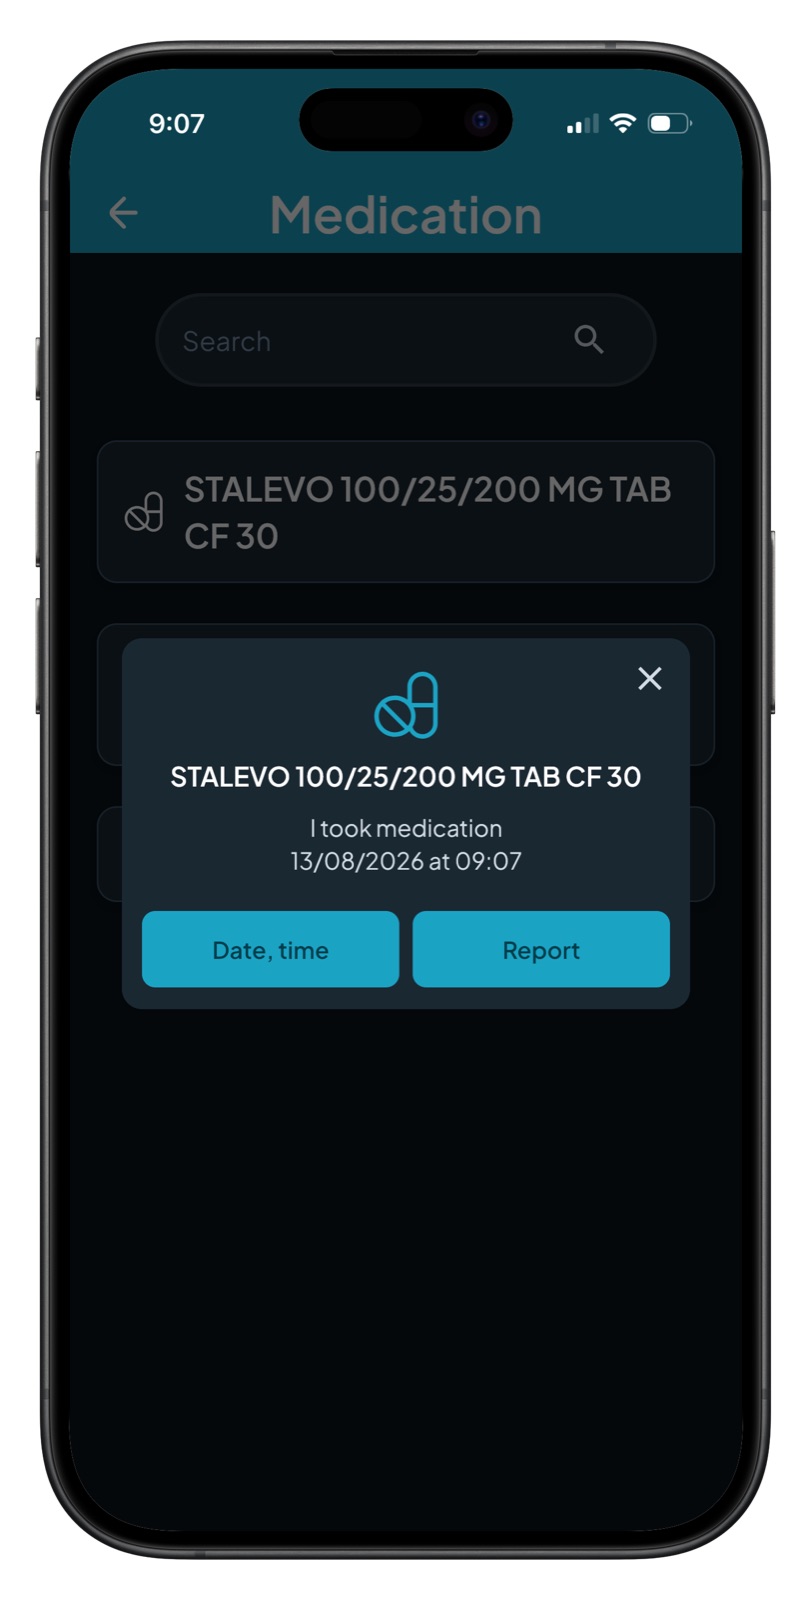 9:07
Medication
Search
STALEVO 100/25/200 MG TAB
CF 30
STALEVO 100/25/200 MG TAB CF 30
I took medication
13/08/2026 at 09:07
Date, time
Report